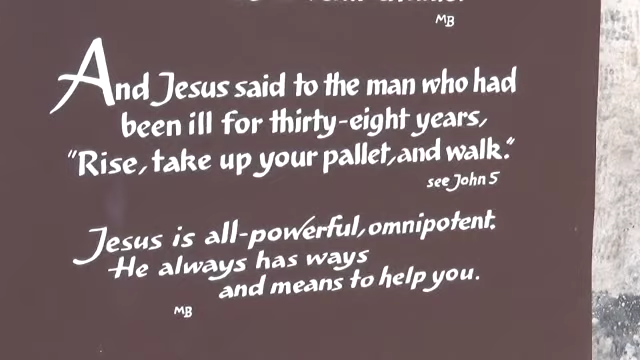 MB
And Jesus said to the man who had
been ill for thirty-eight years,
"Rise, take up your pallet, and walk."
see John 5
Jesus is all-powerful, omnipotent.
He always has ways
and means to help you.
MB